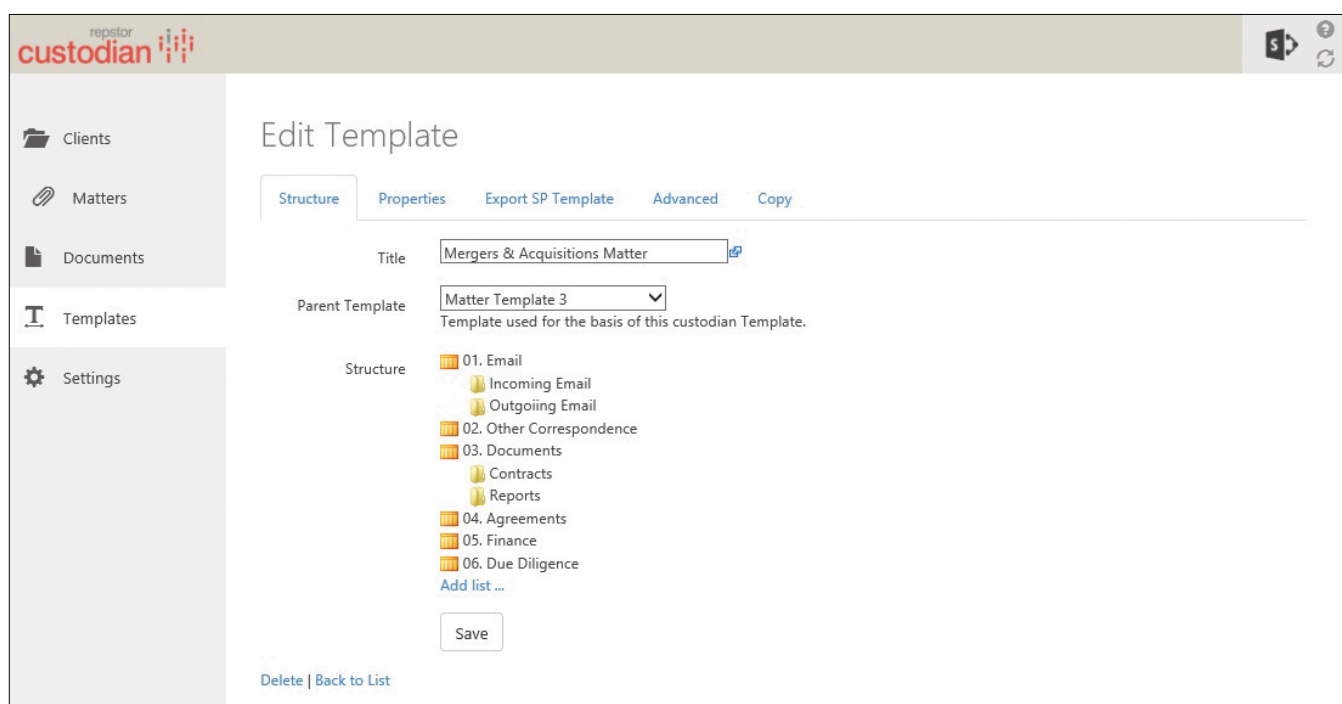 repstor
custodian
Clients
Matters
Documents
Templates
Settings
Edit Template
Structure Properties Export SP Template Advanced Copy
Title Mergers & Acquisitions Matter
Parent Template Matter Template 3
Template used for the basis of this custodian Template.
Structure 01. Email
Incoming Email
Outgoiing Email
02. Other Correspondence
03. Documents
Contracts
Reports
04. Agreements
05. Finance
06. Due Diligence
Add list ...
Save
Delete | Back to List
S
?